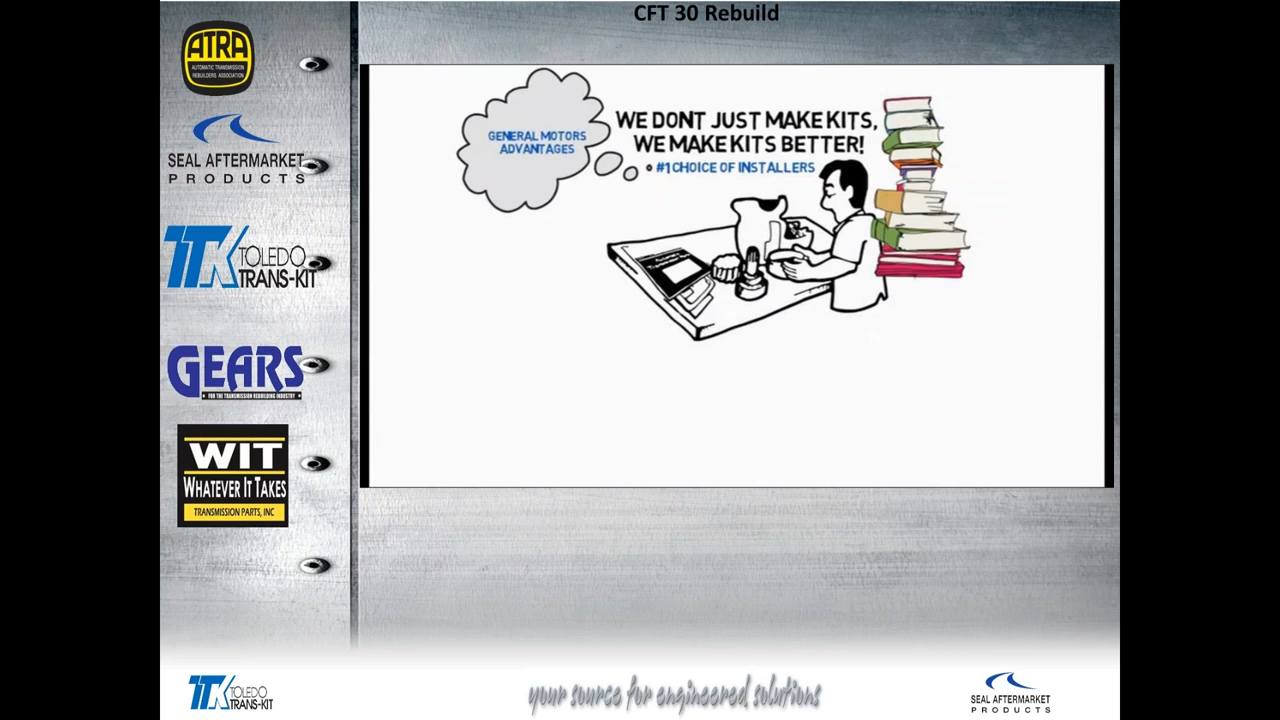 CFT 30 Rebuild
ATRA
AUTOMATIC TRANSMISSION
REBUILDERS ASSOCIATION
SEAL AFTERMARKET
PRODUCTS
TTK TOLEDO
TRANS-KIT
GEARS
FOR THE TRANSMISSION REBUILDING INDUSTRY
WIT
WHATEVER IT TAKES
TRANSMISSION PARTS, INC
GENERAL MOTORS
ADVANTAGES
WE DONT JUST MAKE KITS,
WE MAKE KITS BETTER!
#1 CHOICE OF INSTALLERS
TTK TOLEDO
TRANS-KIT
your source for engineered solutions
SEAL AFTERMARKET
PRODUCTS